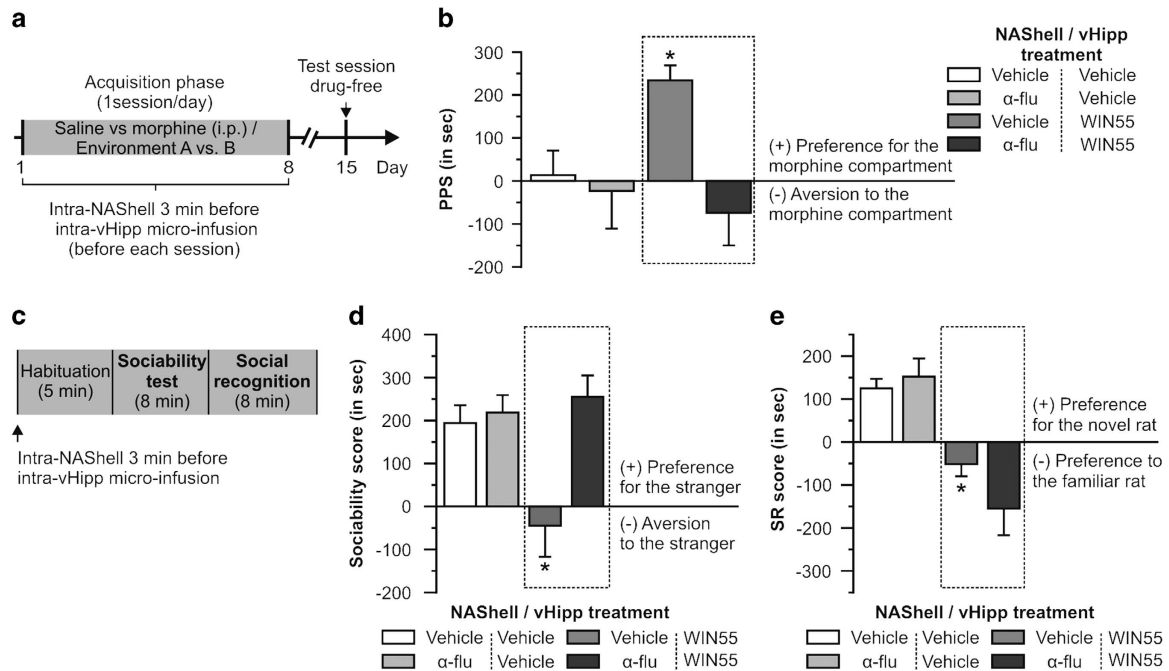 a
Acquisition phase
(1session/day)
Test session
drug-free
Saline vs morphine (i.p.) /
Environment A vs. B
1
8
15
Day
Intra-NAShell 3 min before
intra-vHipp micro-infusion
(before each session)
b
PPS (in sec)
300
200
100
0
-100
-200
*
(+) Preference for the
morphine compartment
(-) Aversion to the
morphine compartment
NAShell / vHipp
treatment
Vehicle Vehicle
α-flu Vehicle
Vehicle WIN55
α-flu WIN55
c
Habituation
(5 min)
Sociability
test
(8 min)
Social
recognition
(8 min)
Intra-NAShell 3 min before
intra-vHipp micro-infusion
d
Sociability score (in sec)
400
300
200
100
0
-100
-200
*
(+) Preference
for the stranger
(-) Aversion
to the stranger
NAShell / vHipp treatment
Vehicle Vehicle Vehicle WIN55
α-flu Vehicle α-flu WIN55
e
SR score (in sec)
200
100
0
-100
-200
-300
*
(+) Preference
for the novel rat
(-) Preference to
the familiar rat
NAShell / vHipp treatment
Vehicle Vehicle Vehicle WIN55
α-flu Vehicle α-flu WIN55